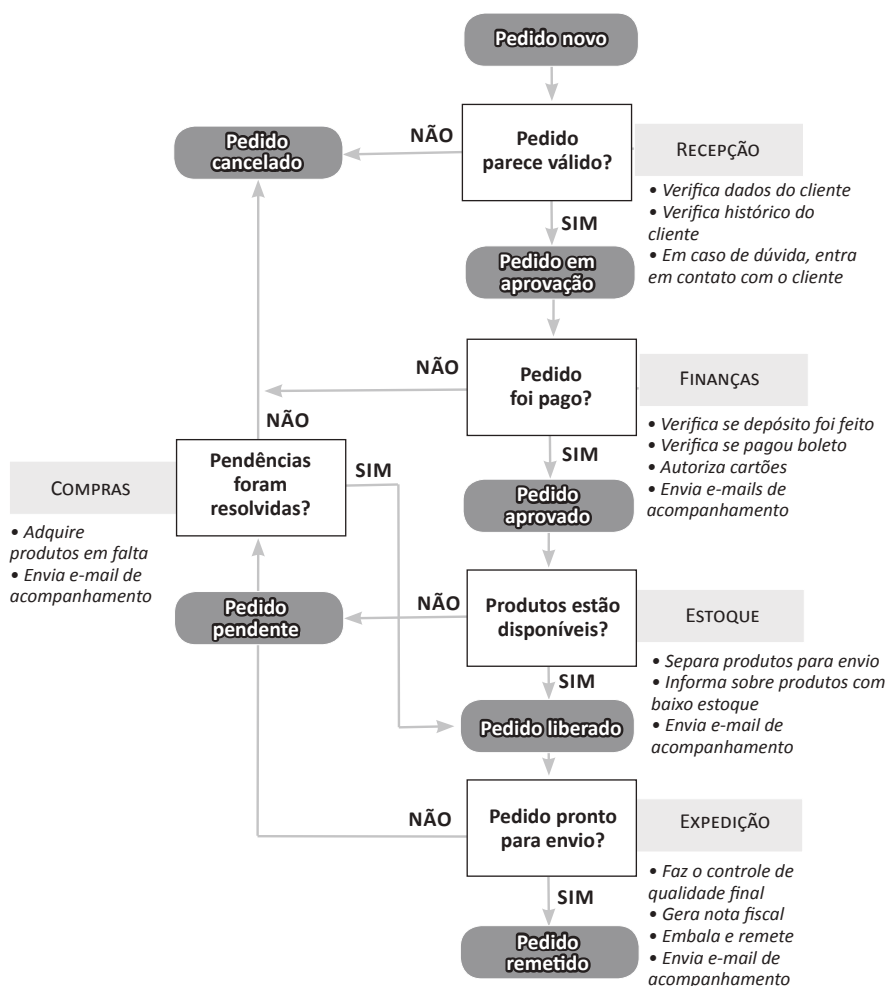 Pedido novo
NÃO
Pedido
parece válido?
RECEPÇÃO
Pedido
cancelado
• Verifica dados do cliente
• Verifica histórico do
cliente
• Em caso de dúvida, entra
em contato com o cliente
SIM
Pedido em
aprovação
NÃO
Pedido
foi pago?
FINANÇAS
• Verifica se depósito foi feito
• Verifica se pagou boleto
• Autoriza cartões
• Envia e-mails de
acompanhamento
NÃO
SIM
Pendências
foram
resolvidas?
SIM
COMPRAS
• Adquire
produtos em falta
• Envia e-mail de
acompanhamento
Pedido
aprovado
Pedido
pendente
NÃO
Produtos estão
disponíveis?
ESTOQUE
• Separa produtos para envio
• Informa sobre produtos com
baixo estoque
• Envia e-mail de
acompanhamento
SIM
Pedido liberado
NÃO
Pedido pronto
para envio?
EXPEDIÇÃO
• Faz o controle de
qualidade final
• Gera nota fiscal
• Embala e remete
• Envia e-mail de
acompanhamento
SIM
Pedido
remetido